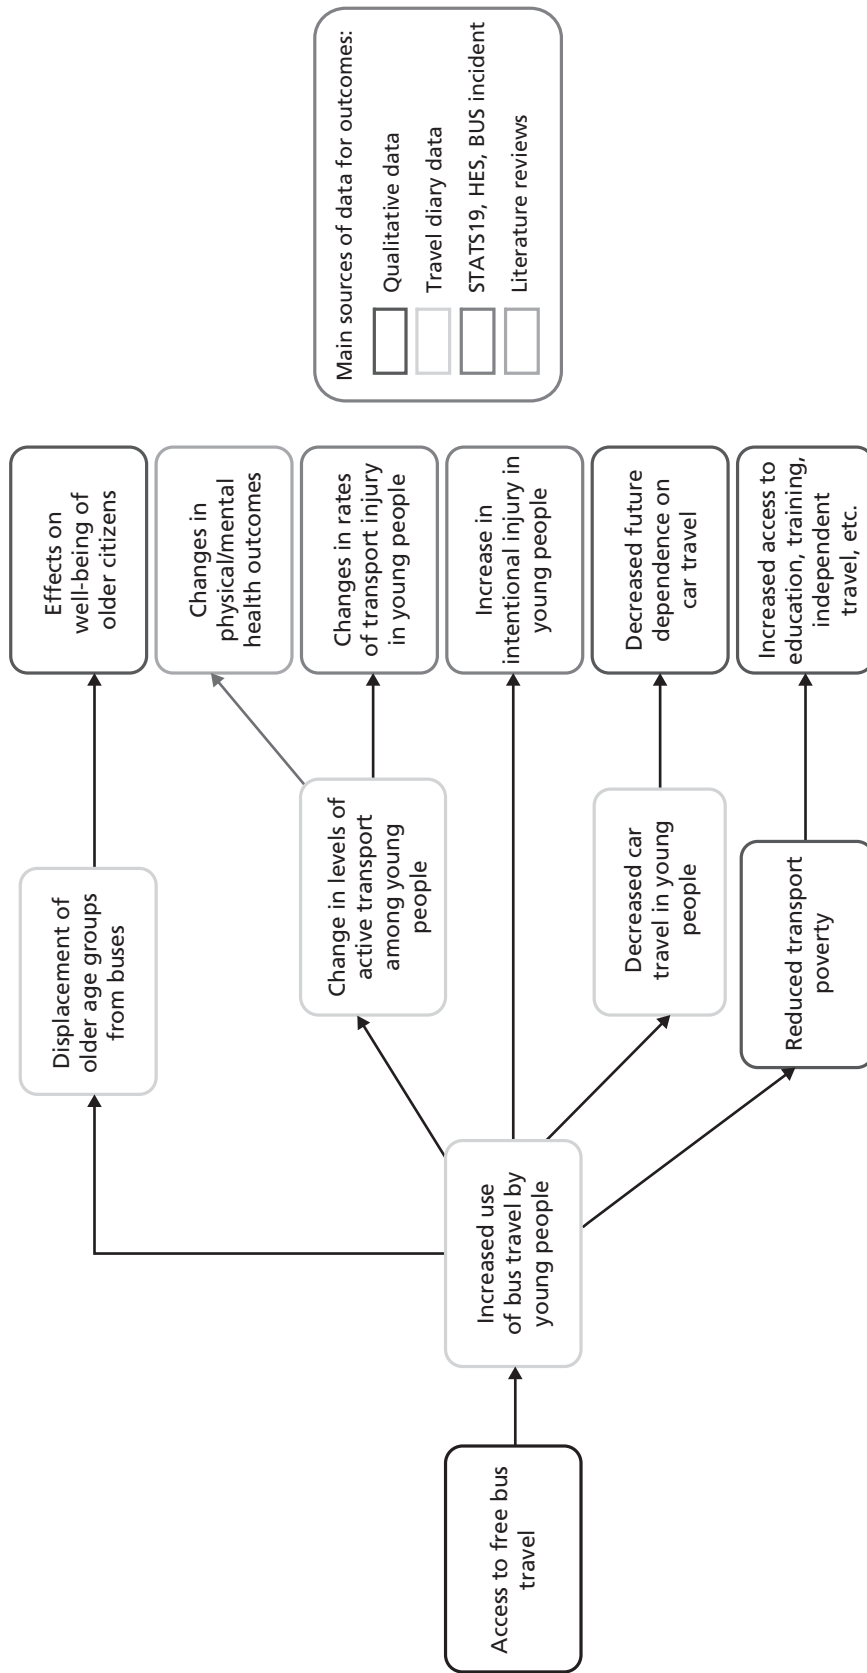 Access to free bus
travel
Increased use
of bus travel by
young people
Displacement of
older age groups
from buses
Change in levels of
active transport
among young
people
Decreased car
travel in young
people
Reduced transport
poverty
Effects on
well-being of
older citizens
Changes in
physical/mental
health outcomes
Changes in rates
of transport injury
in young people
Increase in
intentional injury in
young people
Decreased future
dependence on
car travel
Increased access to
education, training,
independent
travel, etc.
Main sources of data for outcomes:
Qualitative data
Travel diary data
STATS19, HES, BUS incident
Literature reviews